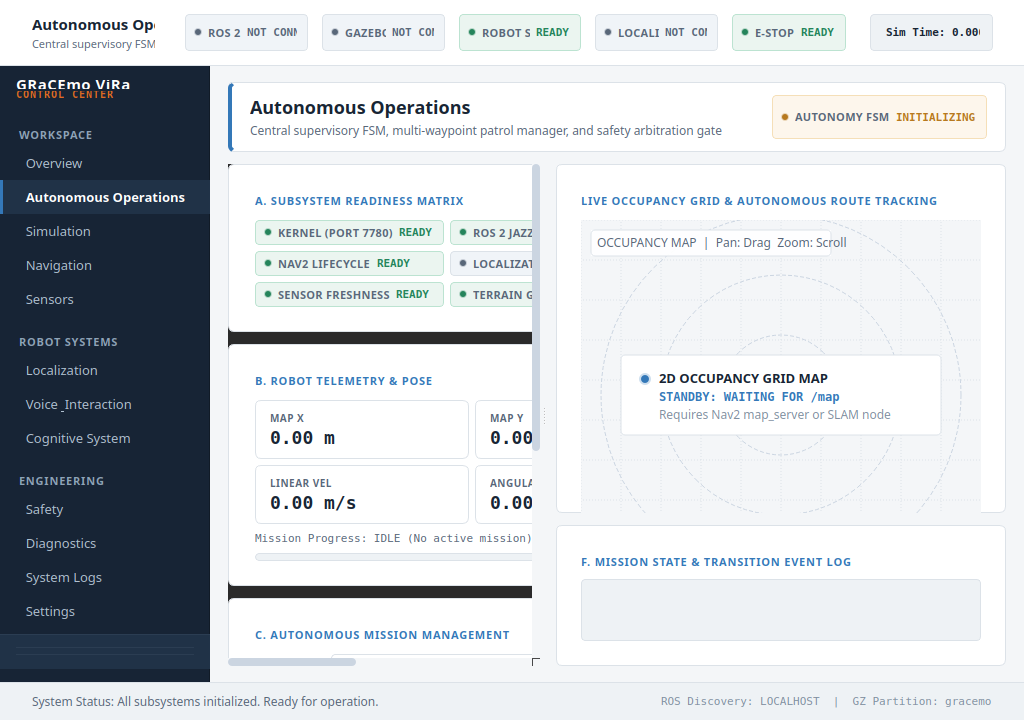 Autonomous Op
Central supervisory FSM
ROS 2 NOT CONN
GAZEB NOT CO
ROBOT S READY
LOCALI NOT CO
E-STOP READY
Sim Time: 0.00
GRaCEmo ViRa
CONTROL CENTER
WORKSPACE
Overview
Autonomous Operations
Simulation
Navigation
Sensors
ROBOT SYSTEMS
Localization
Voice _Interaction
Cognitive System
ENGINEERING
Safety
Diagnostics
System Logs
Settings
Autonomous Operations
Central supervisory FSM, multi-waypoint patrol manager, and safety arbitration gate
AUTONOMY FSM INITIALIZING
A. SUBSYSTEM READINESS MATRIX
KERNEL (PORT 7780) READY
ROS 2 JAZZ
NAV2 LIFECYCLE READY
LOCALIZAT
SENSOR FRESHNESS READY
TERRAIN G
B. ROBOT TELEMETRY & POSE
MAP X
0.00 m
MAP Y
0.00
LINEAR VEL
0.00 m/s
ANGULA
0.00
Mission Progress: IDLE (No active mission)
C. AUTONOMOUS MISSION MANAGEMENT
LIVE OCCUPANCY GRID & AUTONOMOUS ROUTE TRACKING
OCCUPANCY MAP | Pan: Drag Zoom: Scroll
2D OCCUPANCY GRID MAP
STANDBY: WAITING FOR /map
Requires Nav2 map_server or SLAM node
F. MISSION STATE & TRANSITION EVENT LOG
System Status: All subsystems initialized. Ready for operation.
ROS Discovery: LOCALHOST | GZ Partition: gracemo